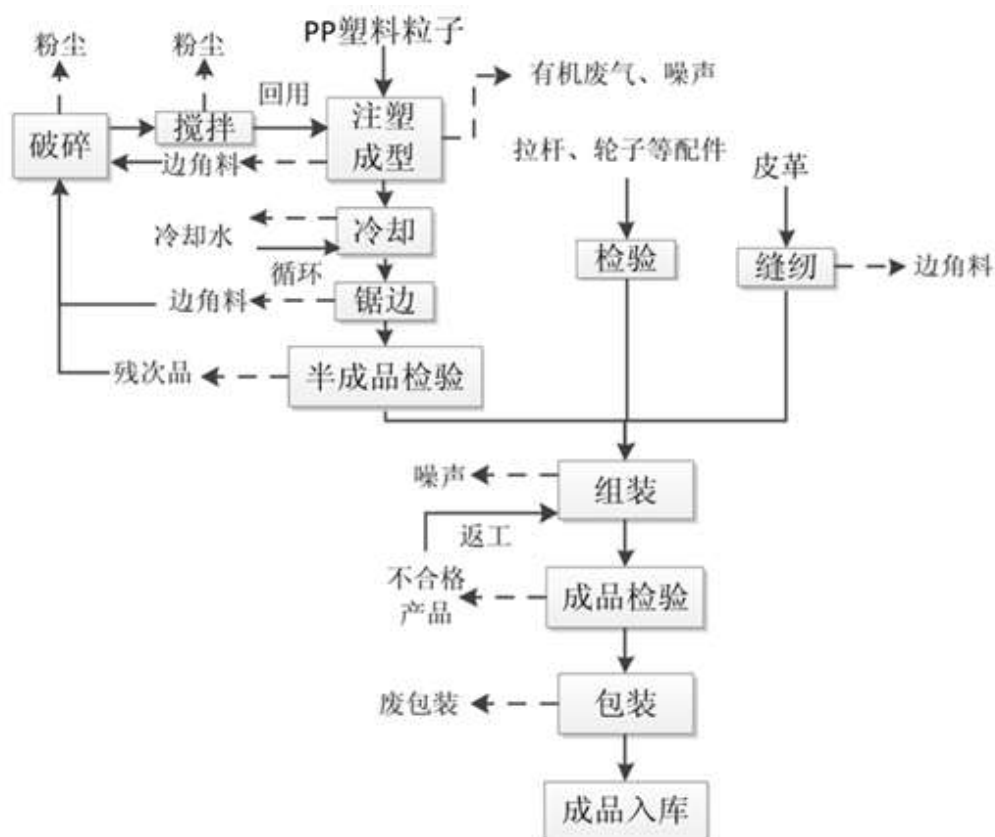 PP塑料粒子
粉尘
粉尘
有机废气、噪声
回用
注塑
成型
搅拌
破碎
边角料
拉杆、轮子等配件
皮革
冷却
冷却水
检验
缝纫
边角料
循环
锯边
边角料
半成品检验
残次品
噪声
组装
返工
不合格
产品
成品检验
废包装
包装
成品入库